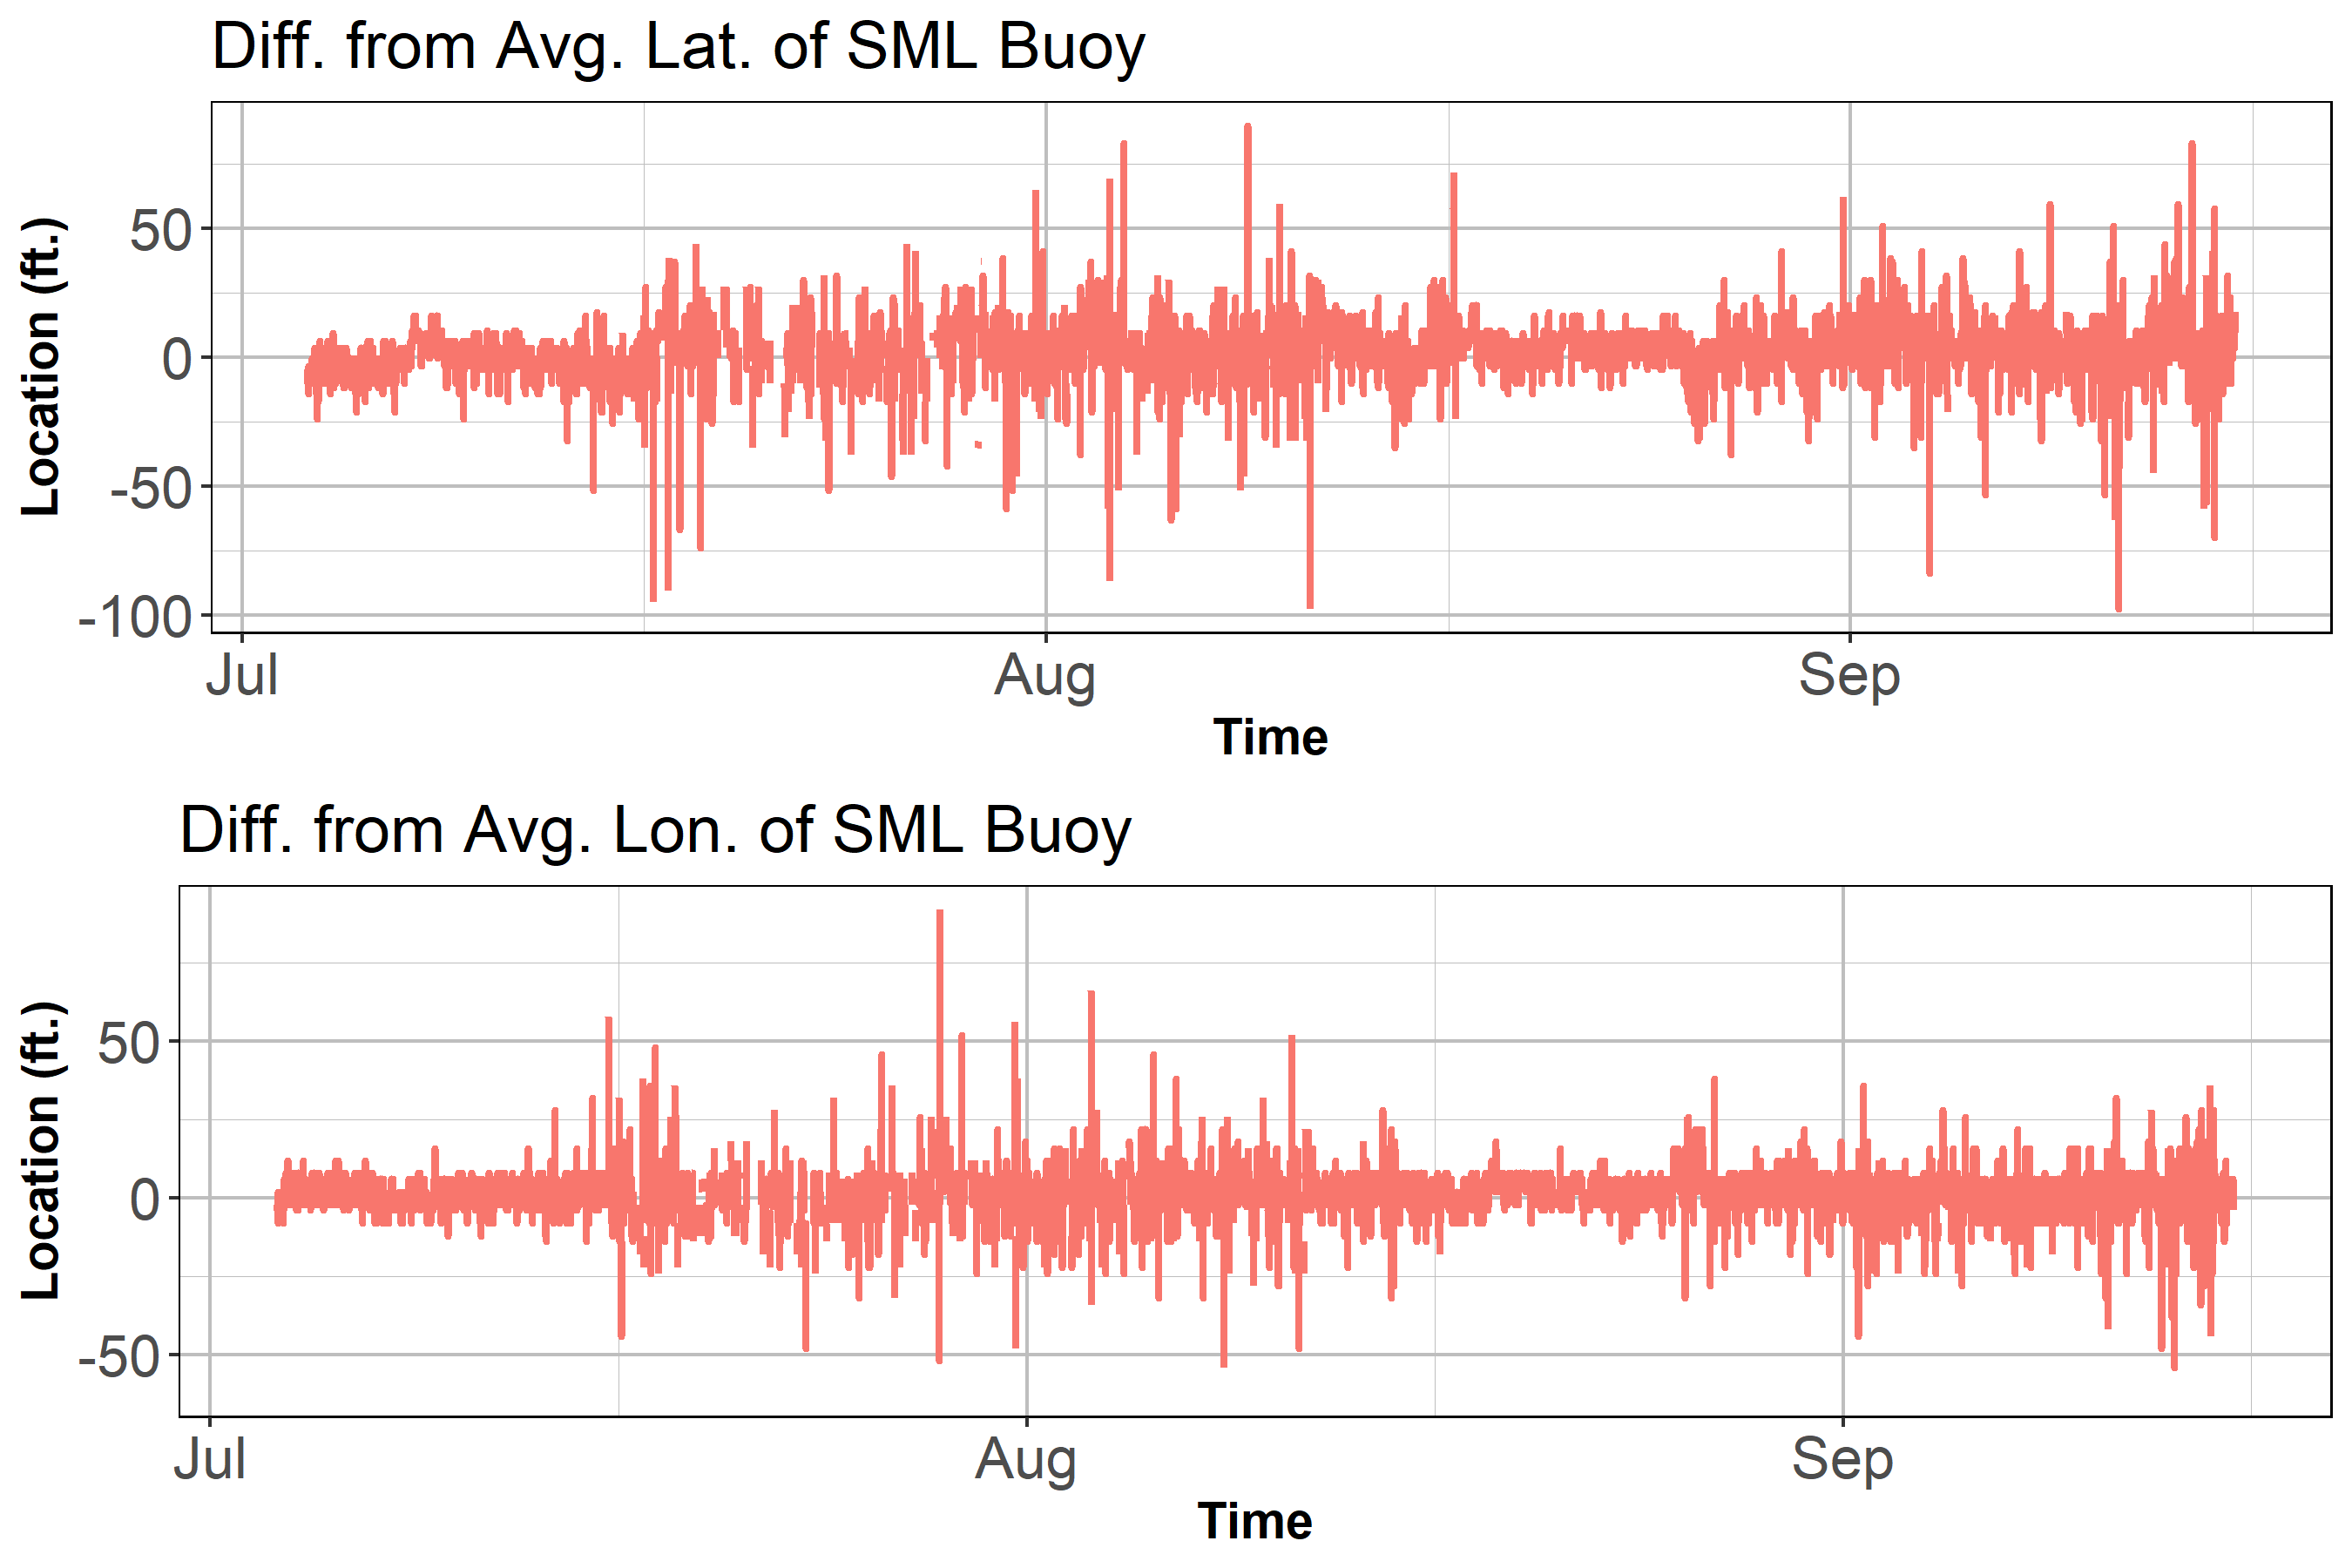 Diff. from Avg. Lat. of SML Buoy
Location (ft.)
50
0
-50
-100
Jul Aug Sep
Time
Diff. from Avg. Lon. of SML Buoy
Location (ft.)
50
0
-50
Jul Aug Sep
Time